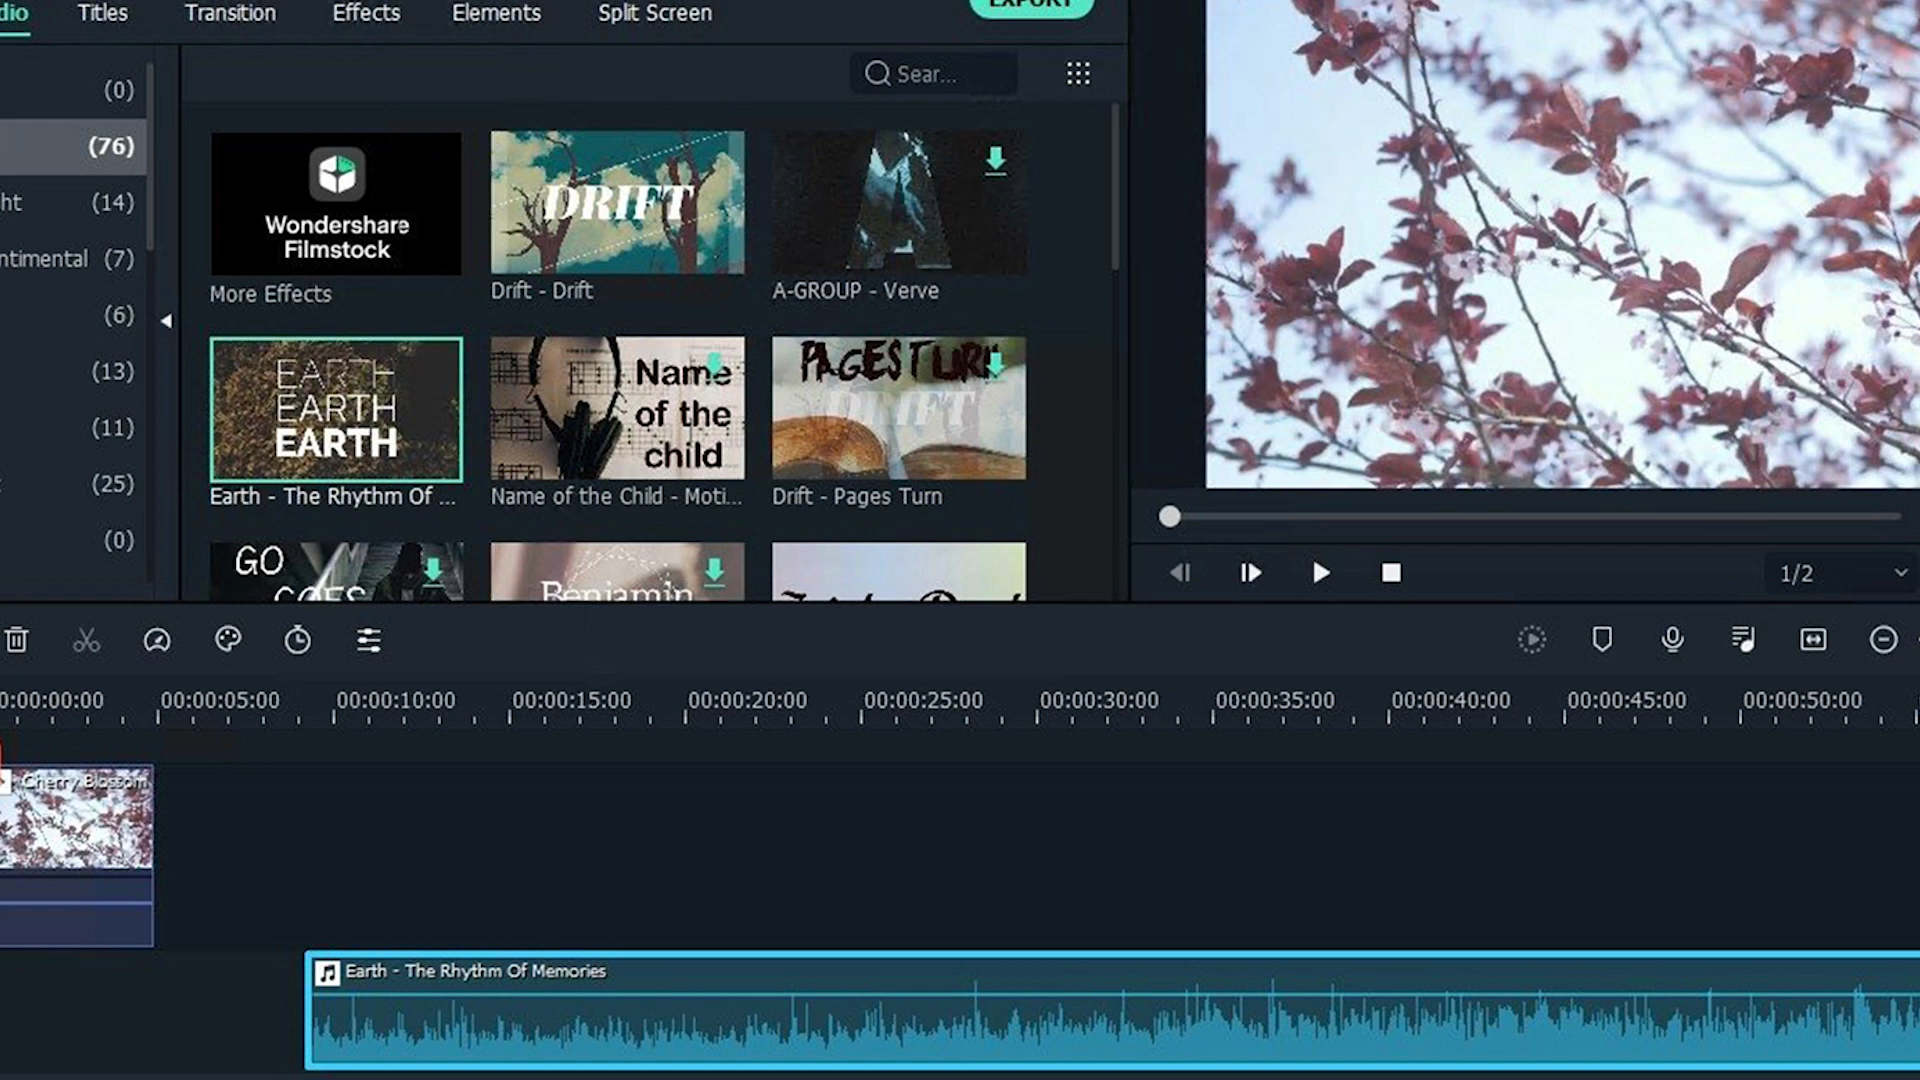 dio Titles Transition Effects Elements Split Screen EXPORT
Sear...
(0)
(76)
ht (14)
ntimental (7)
(6)
(13)
(11)
(25)
(0)
Wondershare
Filmstock
More Effects
DRIFT
Drift - Drift
A
A-GROUP - Verve
EARTH
EARTH
EARTH
Earth - The Rhythm Of ...
Name
of the
child
Name of the Child - Moti...
PAGES TURN
DRIFT
Drift - Pages Turn
GO
GOES
Benjamin
1/2
0:00:00:00 00:00:05:00 00:00:10:00 00:00:15:00 00:00:20:00 00:00:25:00 00:00:30:00 00:00:35:00 00:00:40:00 00:00:45:00 00:00:50:00
Cherry Blossom
Earth - The Rhythm Of Memories